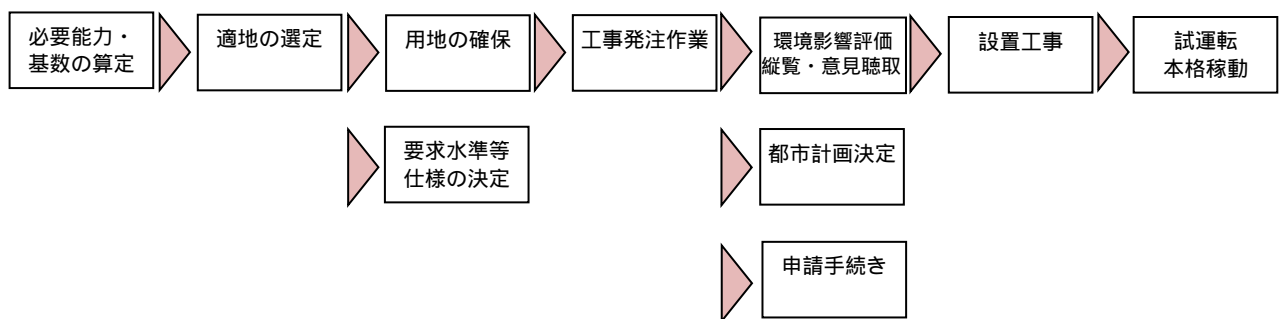 必要能力・
基数の算定
適地の選定
用地の確保
工事発注作業
環境影響評価
縦覧・意見聴取
設置工事
試運転
本格稼動
要求水準等
仕様の決定
都市計画決定
申請手続き